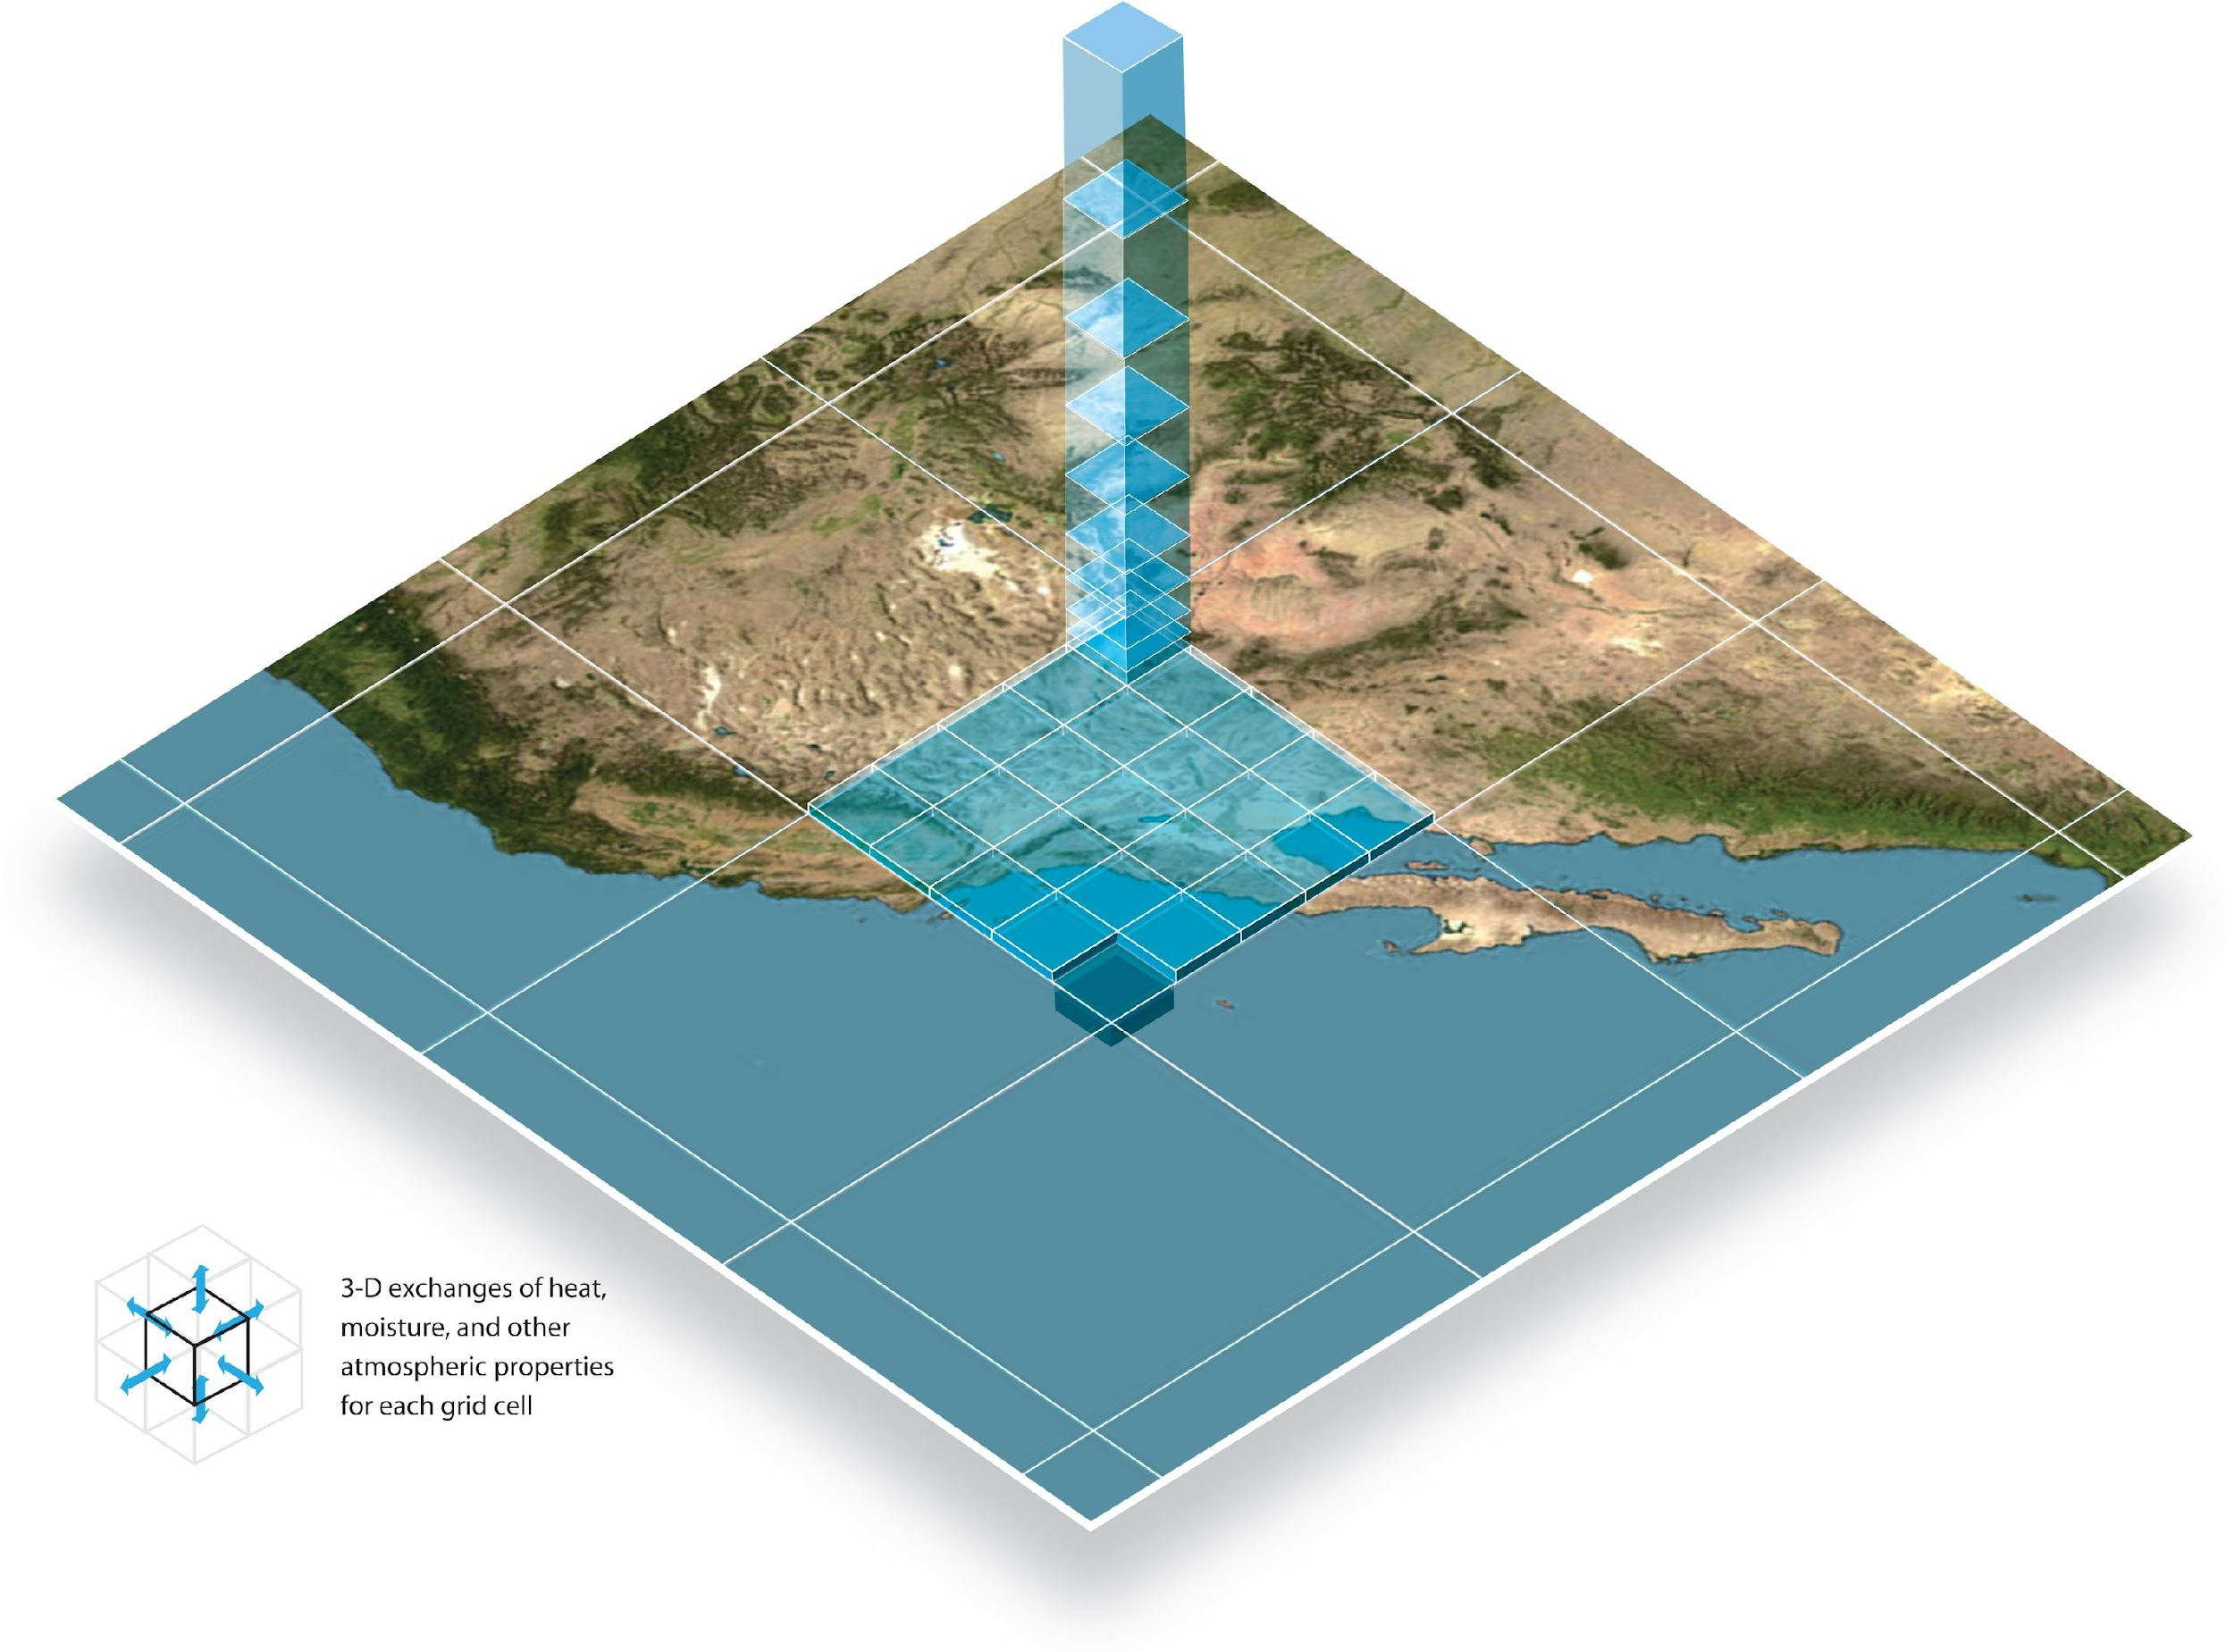 3-D exchanges of heat,
moisture, and other
atmospheric properties
for each grid cell